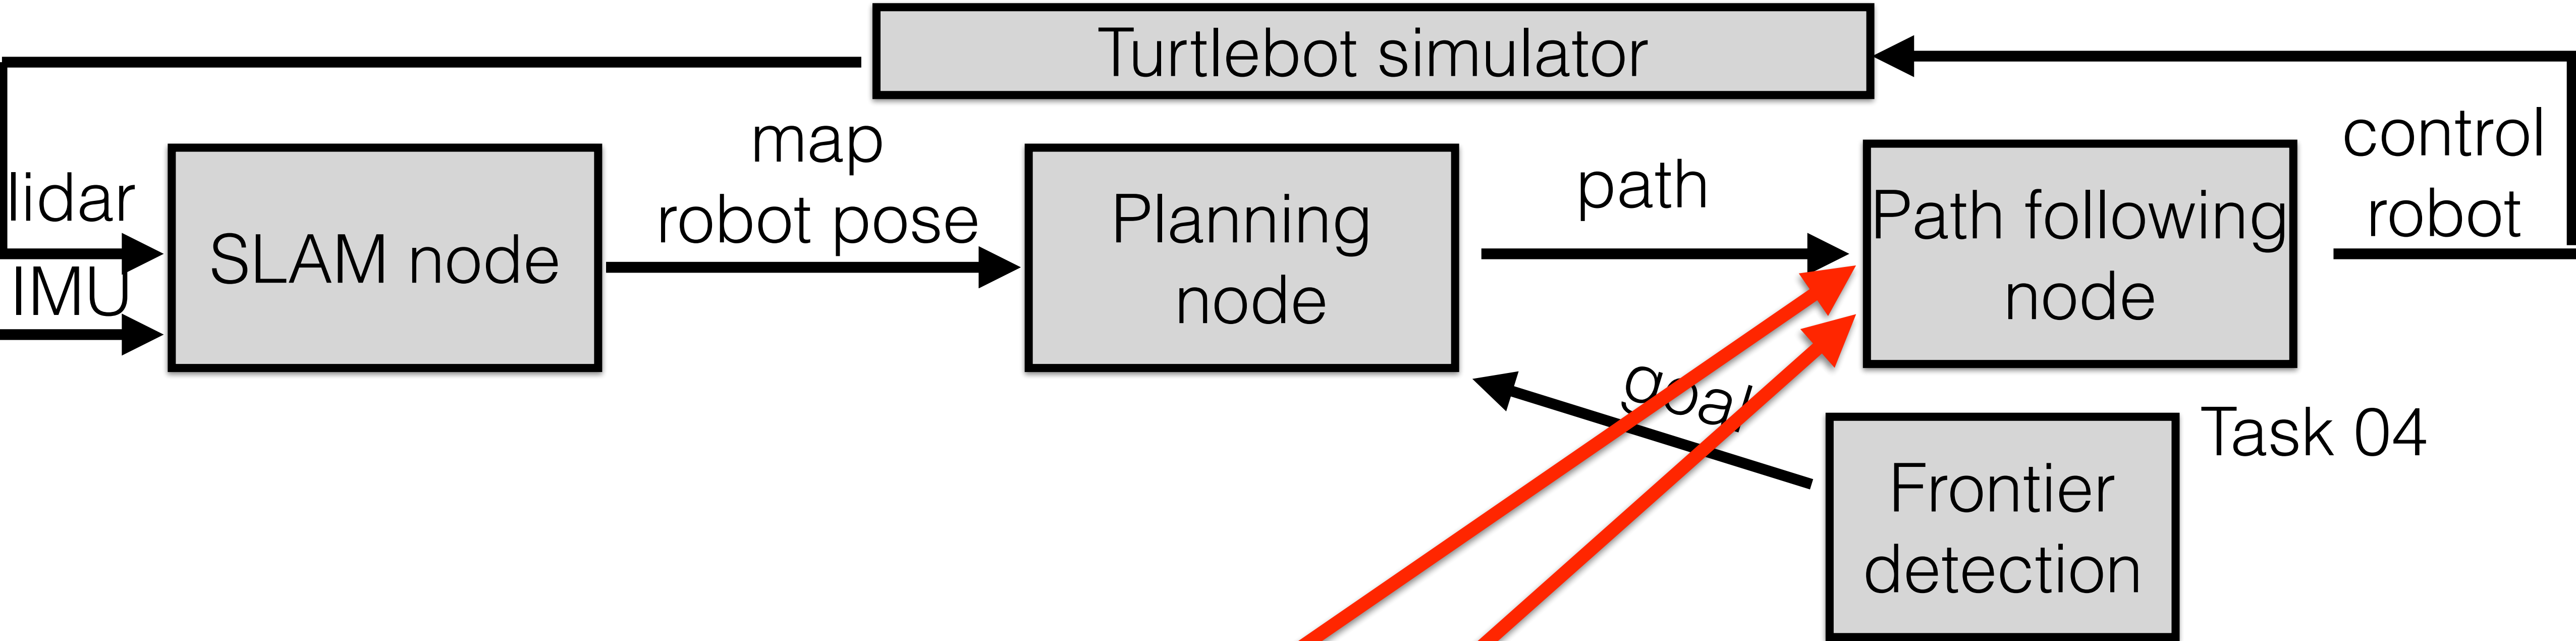 Turtlebot simulator
lidar
IMU
SLAM node
map
robot pose
Planning
node
path
Path following
node
control
robot
goal
Frontier
detection
Task 04